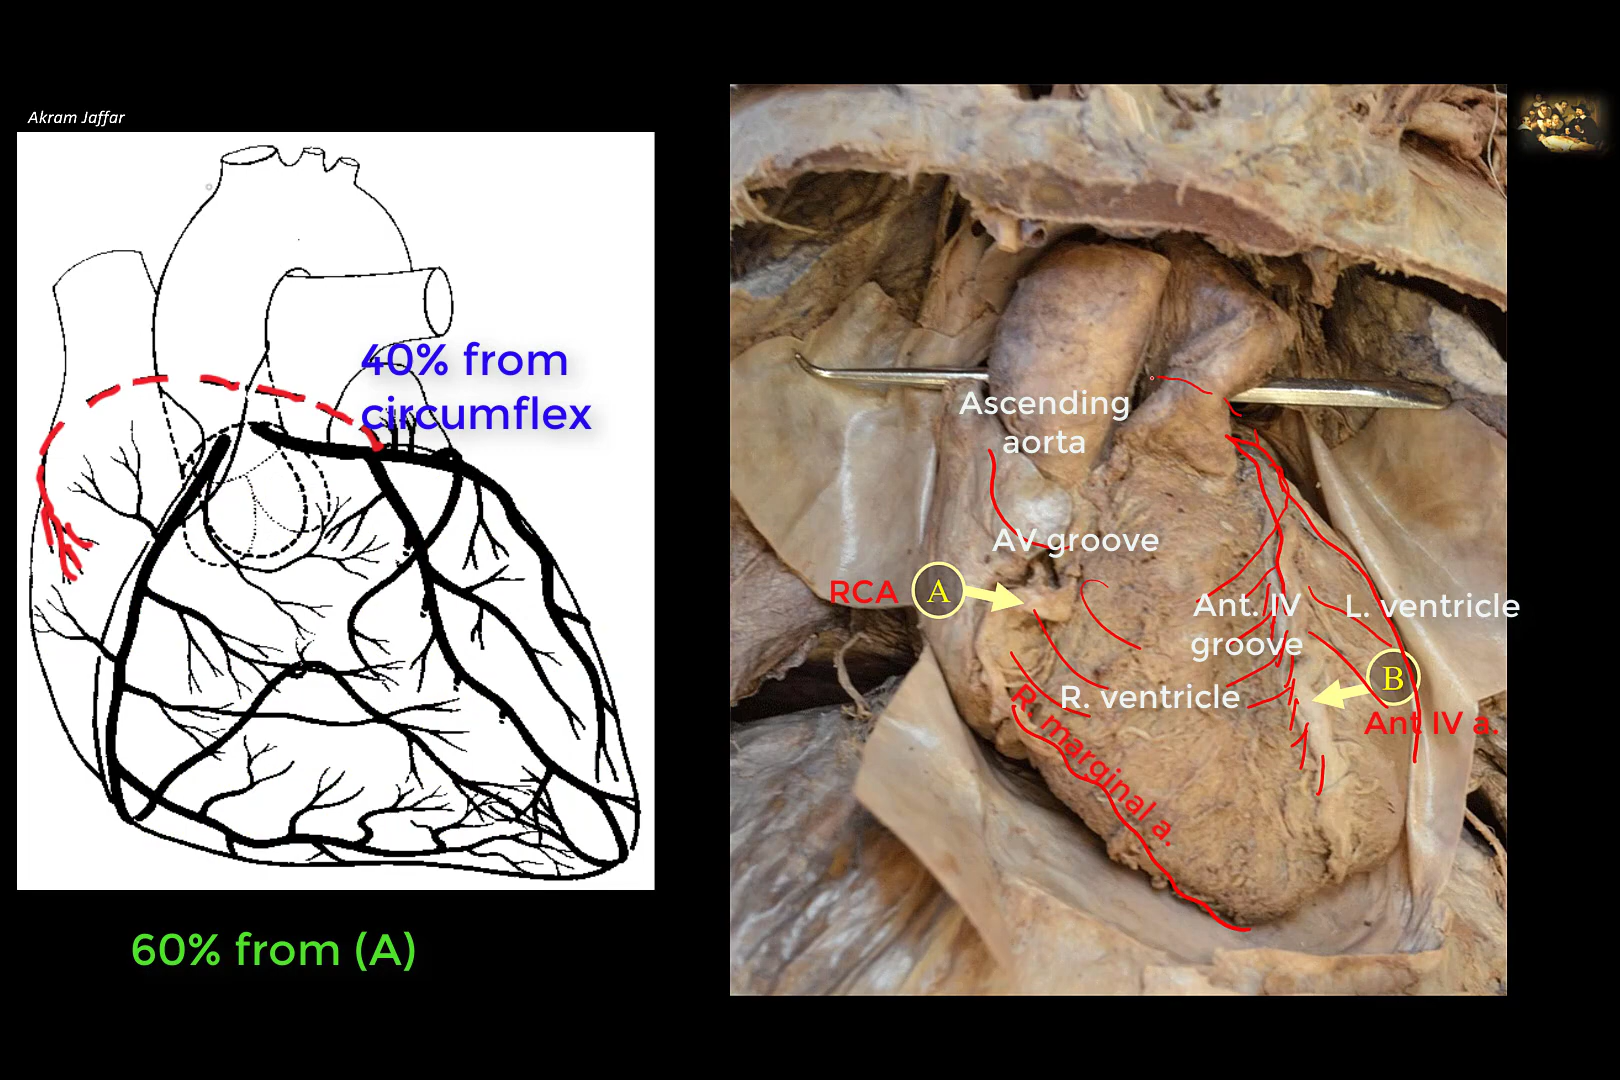 Akram Jaffar
40% from
circumflex
60% from (A)
Ascending
aorta
AV groove
RCA
A
Ant. IV
groove
L. ventricle
B
R. ventricle
Ant IV a.
R. marginal a.